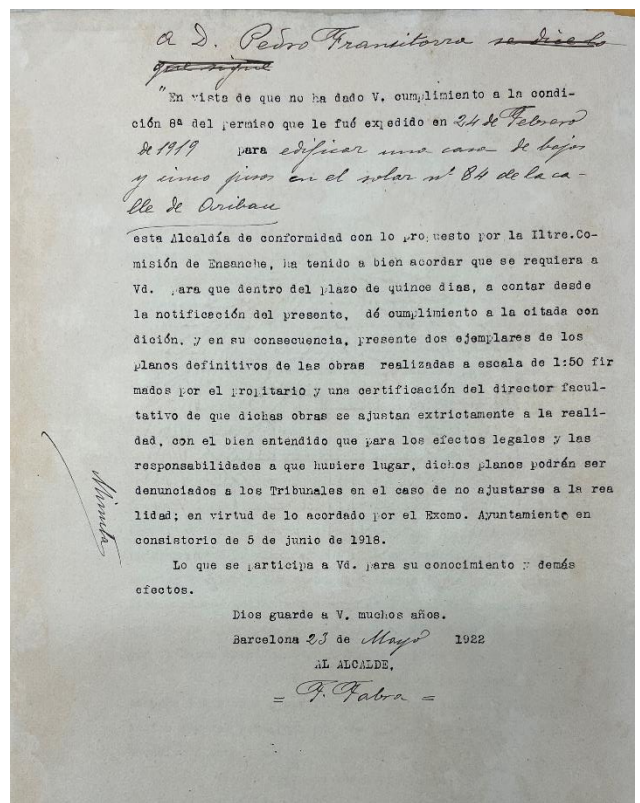 a D. Pedro Fransitorra se dice lo
que sigue
"En vista de que no ha dado V. cumplimiento a la condi-
ción 8ª del permiso que le fué expedido en 24 de Febrero
de 1919 para edificar una casa de bajos
y cinco pisos en el solar nº 84 de la ca-
lle de Aribau
esta Alcaldía de conformidad con lo propuesto por la Iltre.Co-
misión de Ensanche, ha tenido a bien acordar que se requiera a
Vd. para que dentro del plazo de quince dias, a contar desde
la notificación del presente, dé cumplimiento a la citada con
dición, y en su consecuencia, presente dos ejemplares de los
planos definitivos de las obras realizadas a escala de 1:50 fir
mados por el propitario y una certificación del director facul-
tativo de que dichas obras se ajustan extrictamente a la reali-
dad, con el bien entendido que para los efectos legales y las
responsabilidades a que hubiere lugar, dichos planos podrán ser
denunciados a los Tribunales en el caso de no ajustarse a la rea
lidad; en virtud de lo acordado por el Excmo. Ayuntamiento en
consistorio de 5 de junio de 1918.
Lo que se participa a Vd. para su conocimiento y demás
efectos.
Dios guarde a V. muchos años.
Barcelona 23 de Mayo 1922
AL ALCALDE,
= F. Fabra =
Minuta